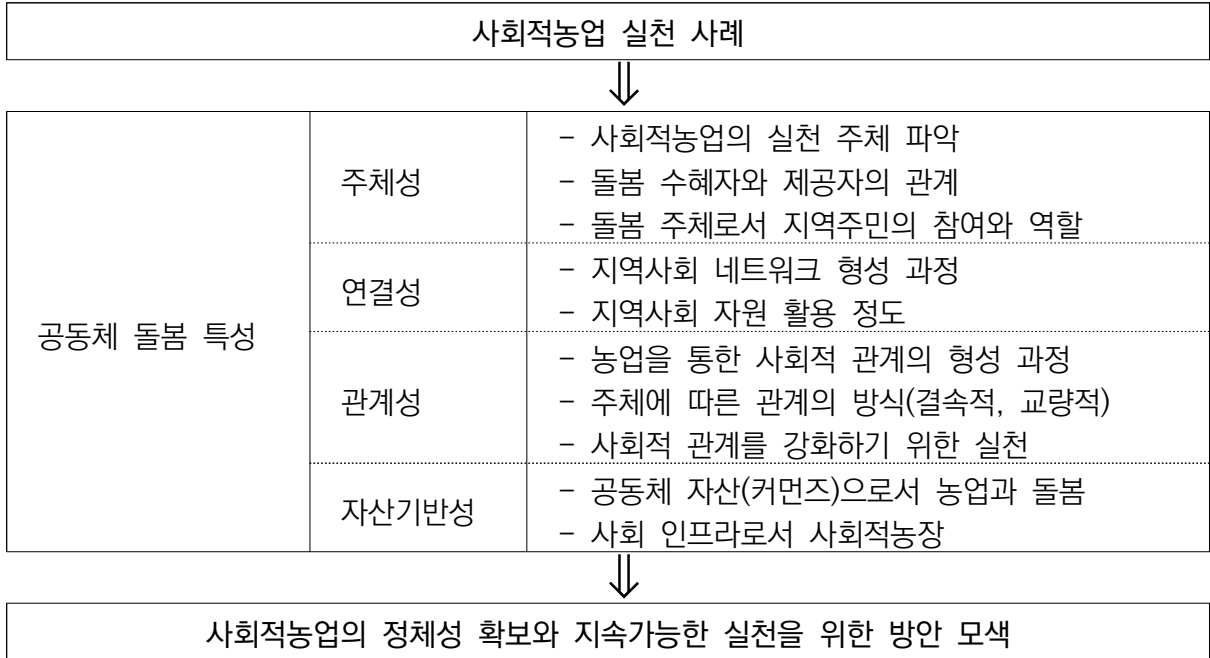 사회적농업 실천 사례
⇓
공동체 돌봄 특성
주체성
- 사회적농업의 실천 주체 파악
- 돌봄 수혜자와 제공자의 관계
- 돌봄 주체로서 지역주민의 참여와 역할
연결성
- 지역사회 네트워크 형성 과정
- 지역사회 자원 활용 정도
관계성
- 농업을 통한 사회적 관계의 형성 과정
- 주체에 따른 관계의 방식(결속적, 교량적)
- 사회적 관계를 강화하기 위한 실천
자산기반성
- 공동체 자산(커먼즈)으로서 농업과 돌봄
- 사회 인프라로서 사회적농장
⇓
사회적농업의 정체성 확보와 지속가능한 실천을 위한 방안 모색